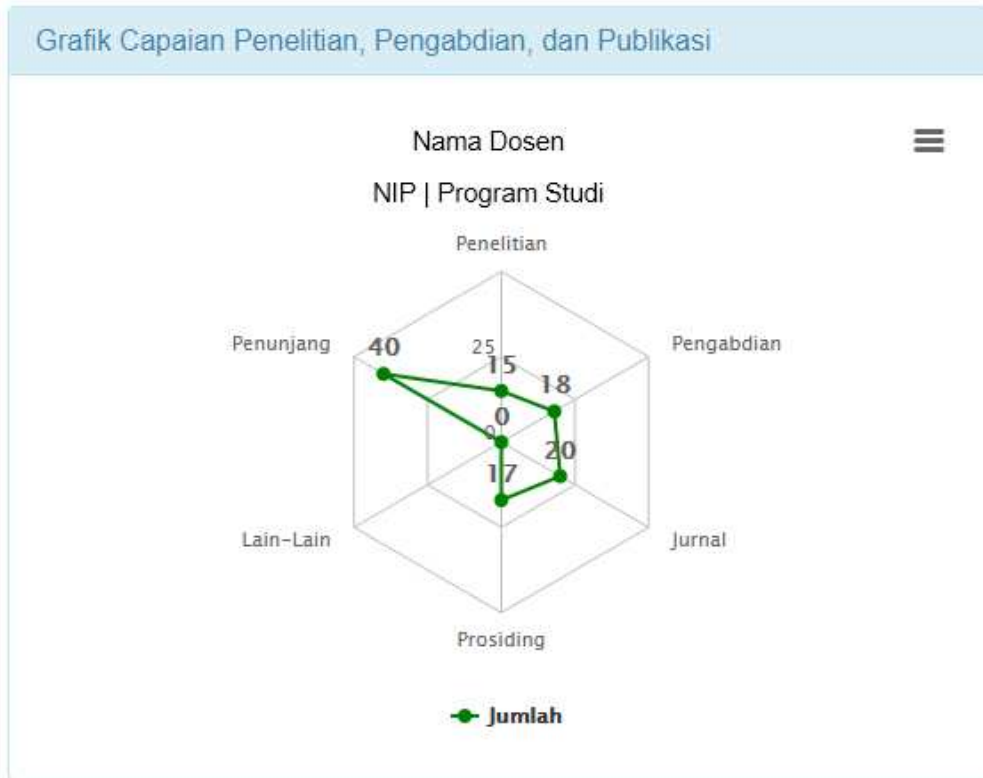 Grafik Capaian Penelitian, Pengabdian, dan Publikasi
Nama Dosen
NIP | Program Studi
Penelitian
Penunjang
40
25
15
18
Pengabdian
0
0
20
17
Lain-Lain
Jurnal
Prosiding
Jumlah